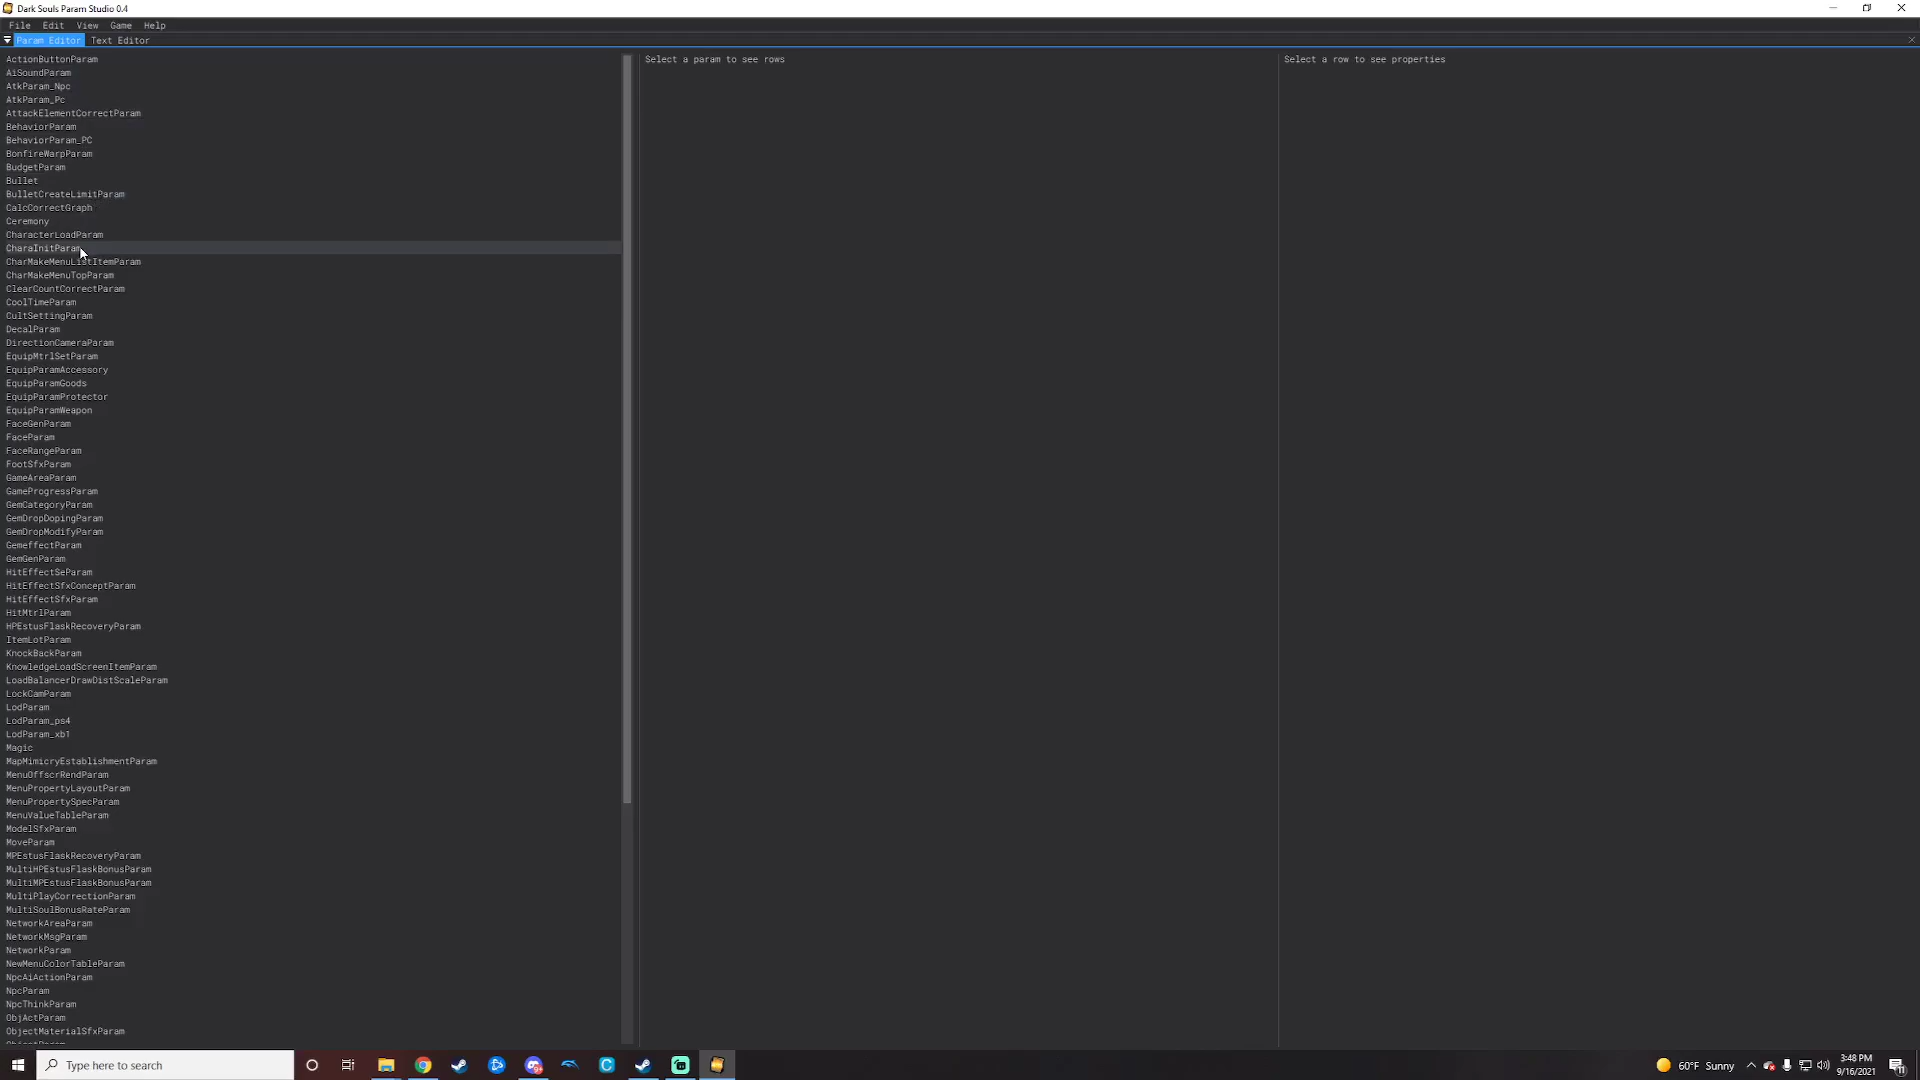 Dark Souls Param Studio 0.4
File Edit View Game Help
Param Editor Text Editor
ActionButtonParam
AiSoundParam
AtkParam_Npc
AtkParam_Pc
AttackElementCorrectParam
BehaviorParam
BehaviorParam_PC
BonfireWarpParam
BudgetParam
Bullet
BulletCreateLimitParam
CalcCorrectGraph
Ceremony
CharacterLoadParam
CharaInitParam
CharMakeMenuListItemParam
CharMakeMenuTopParam
ClearCountCorrectParam
CoolTimeParam
CultSettingParam
DecalParam
DirectionCameraParam
EquipMtrlSetParam
EquipParamAccessory
EquipParamGoods
EquipParamProtector
EquipParamWeapon
FaceGenParam
FaceParam
FaceRangeParam
FootSfxParam
GameAreaParam
GameProgressParam
GemCategoryParam
GemDropDopingParam
GemDropModifyParam
GemeffectParam
GemGenParam
HitEffectSeParam
HitEffectSfxConceptParam
HitEffectSfxParam
HitMtrlParam
HPEstusFlaskRecoveryParam
ItemLotParam
KnockBackParam
KnowledgeLoadScreenItemParam
LoadBalancerDrawDistScaleParam
LockCamParam
LodParam
LodParam_ps4
LodParam_xb1
Magic
MapMimicryEstablishmentParam
MenuOffscrRendParam
MenuPropertyLayoutParam
MenuPropertySpecParam
MenuValueTableParam
ModelSfxParam
MoveParam
MPEstusFlaskRecoveryParam
MultiHPEstusFlaskBonusParam
MultiMPEstusFlaskBonusParam
MultiPlayCorrectionParam
MultiSoulBonusRateParam
NetworkAreaParam
NetworkMsgParam
NetworkParam
NewMenuColorTableParam
NpcAiActionParam
NpcParam
NpcThinkParam
ObjActParam
ObjectMaterialSfxParam
Select a param to see rows
Select a row to see properties
Type here to search
60°F Sunny
3:48 PM
9/16/2021